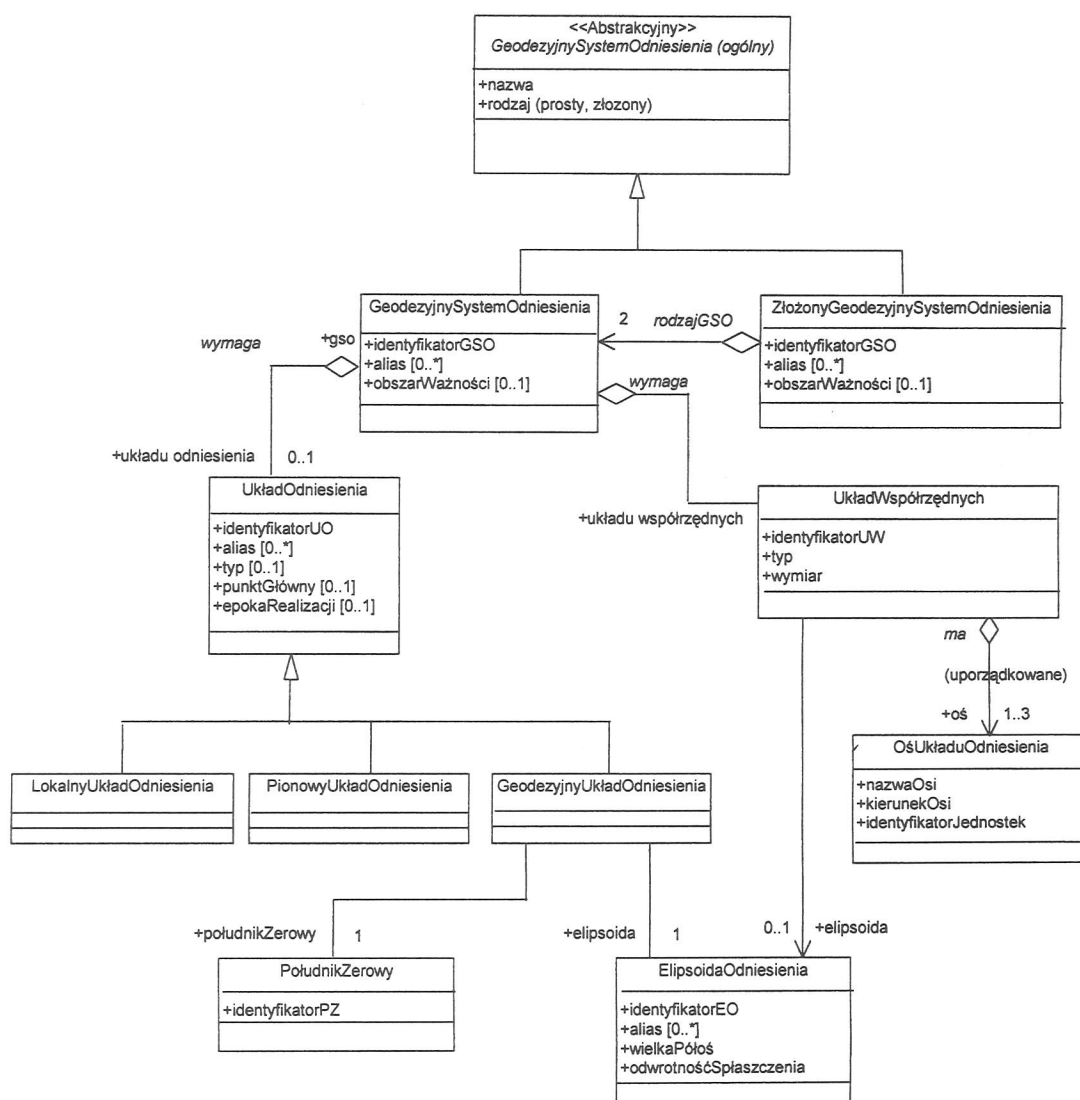 <<Abstrakcyjny>>
GeodezyjnySystemOdniesienia (ogólny)
+nazwa
+rodzaj (prosty, złozony)
GeodezyjnySystemOdniesienia
+identyfikatorGSO
+alias [0..*]
+obszarWażności [0..1]
2
rodzajGSO
ZłożonyGeodezyjnySystemOdniesienia
+identyfikatorGSO
+alias [0..*]
+obszarWażności [0..1]
wymaga
+gso
wymaga
+układu odniesienia
0..1
UkładOdniesienia
+identyfikatorUO
+alias [0..*]
+typ [0..1]
+punktGłówny [0..1]
+epokaRealizacji [0..1]
+układu współrzędnych
UkładWspółrzędnych
+identyfikatorUW
+typ
+wymiar
ma
(uporządkowane)
+oś
1..3
OśUkładuOdniesienia
+nazwaOsi
+kierunekOsi
+identyfikatorJednostek
LokalnyUkładOdniesienia
PionowyUkładOdniesienia
GeodezyjnyUkładOdniesienia
+południkZerowy
1
+elipsoida
1
0..1
+elipsoida
PołudnikZerowy
+identyfikatorPZ
ElipsoidaOdniesienia
+identyfikatorEO
+alias [0..*]
+wielkaPółoś
+odwrotnośćSpłaszczenia